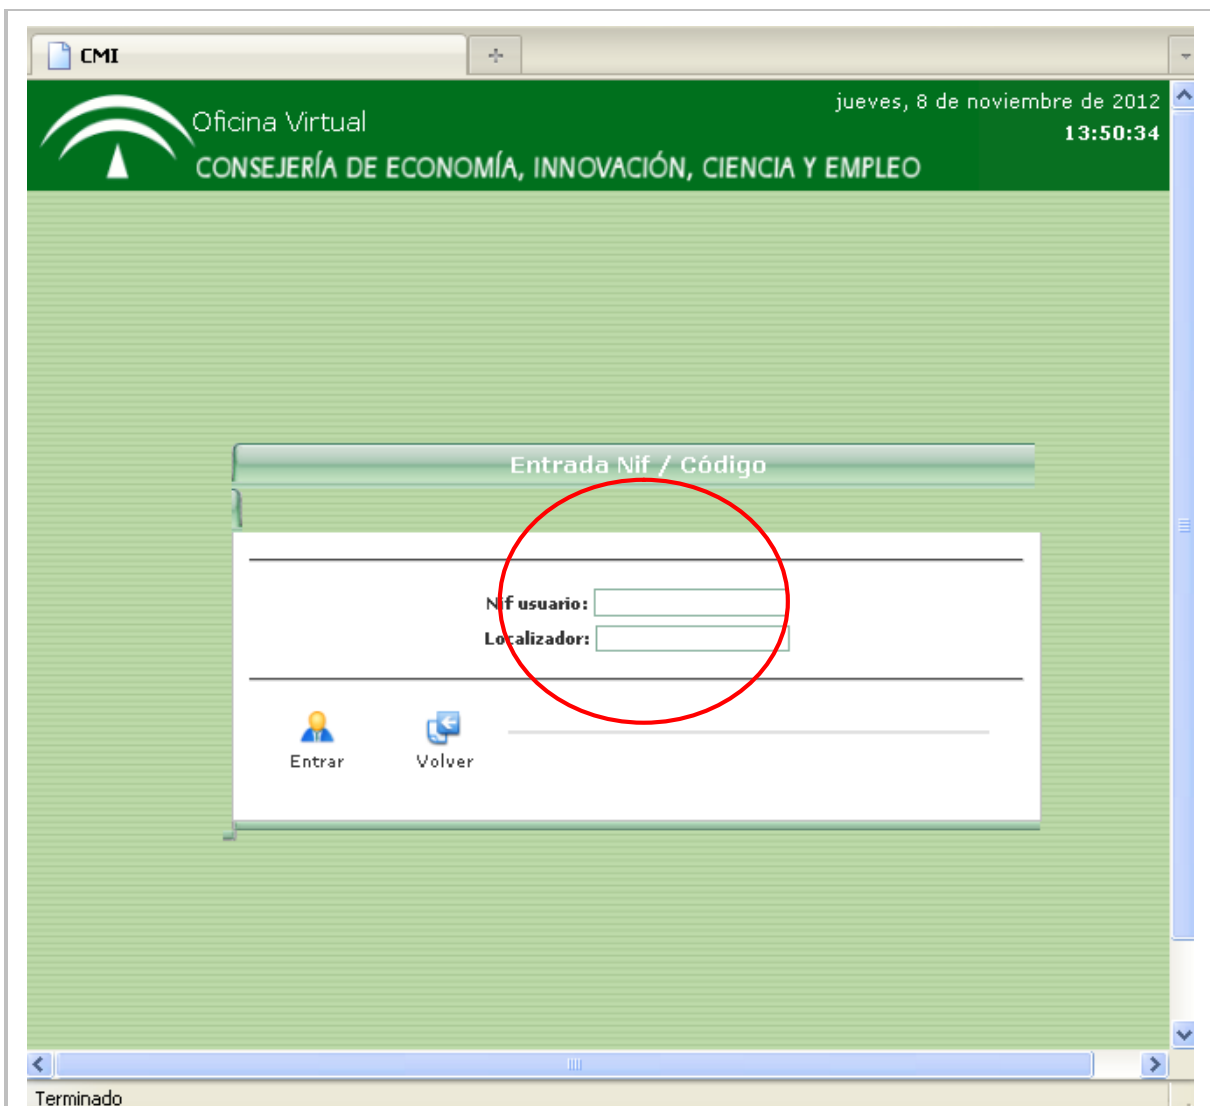 CMI
jueves, 8 de noviembre de 2012
Oficina Virtual
13:50:34
CONSEJERÍA DE ECONOMÍA, INNOVACIÓN, CIENCIA Y EMPLEO
Entrada Nif / Código
Nif usuario:
Localizador:
Entrar
Volver
Terminado